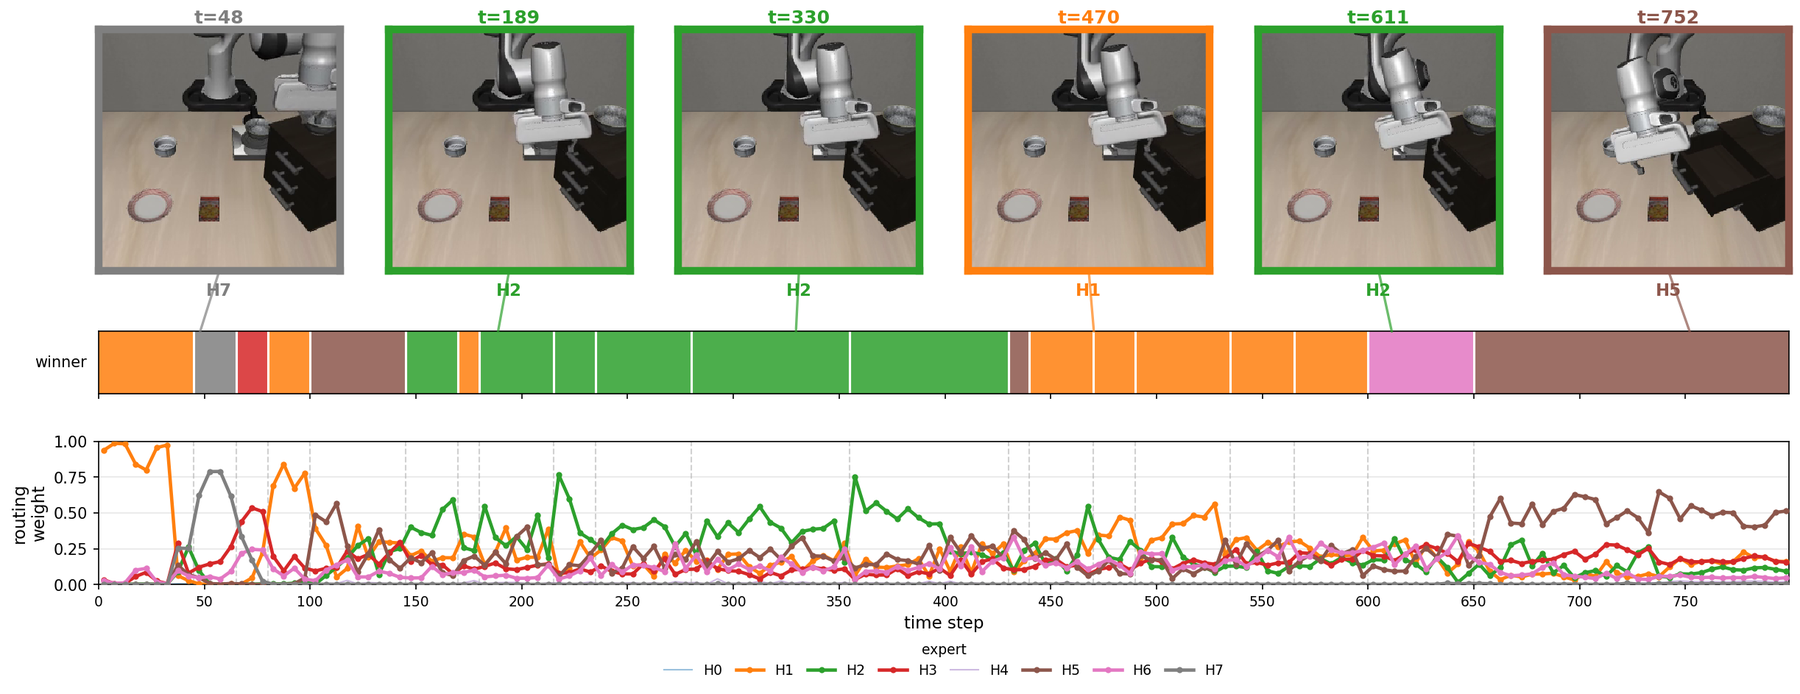 t=48 t=189 t=330 t=470 t=611 t=752
H7 H2 H2 H1 H2 H5
winner
routing
weight
1.00
0.75
0.50
0.25
0.00
0 50 100 150 200 250 300 350 400 450 500 550 600 650 700 750
time step
expert
H0 H1 H2 H3 H4 H5 H6 H7